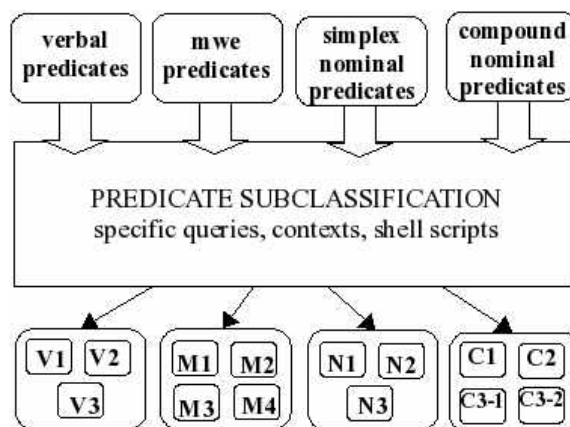 verbal
predicates
mwe
predicates
simplex
nominal
predicates
compound
nominal
predicates
PREDICATE SUBCLASSIFICATION
specific queries, contexts, shell scripts
V1 V2
V3
M1 M2
M3 M4
N1 N2
N3
C1 C2
C3-1 C3-2